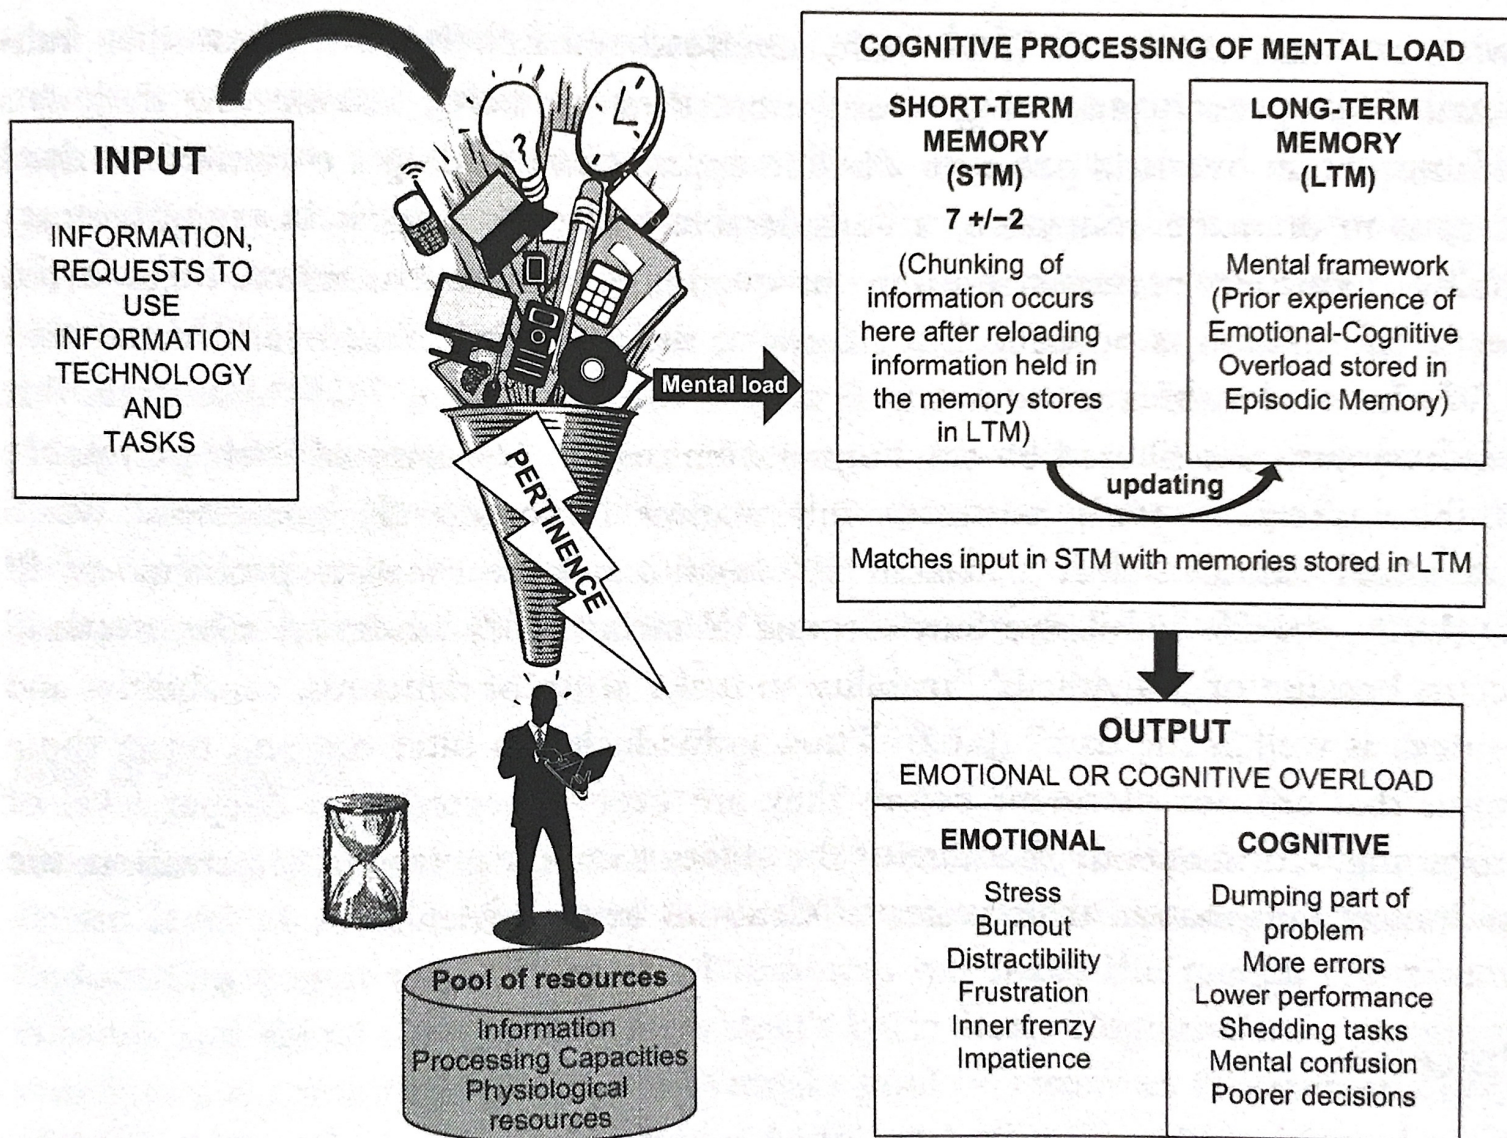 INPUT
INFORMATION,
REQUESTS TO
USE
INFORMATION
TECHNOLOGY
AND
TASKS
?
PERTINENCE
Mental load
Pool of resources
Information
Processing Capacities
Physiological
resources
COGNITIVE PROCESSING OF MENTAL LOAD
SHORT-TERM
MEMORY
(STM)
7 +/−2
(Chunking of
information occurs
here after reloading
information held in
the memory stores
in LTM)
LONG-TERM
MEMORY
(LTM)
Mental framework
(Prior experience of
Emotional-Cognitive
Overload stored in
Episodic Memory)
updating
Matches input in STM with memories stored in LTM
OUTPUT
EMOTIONAL OR COGNITIVE OVERLOAD
EMOTIONAL
Stress
Burnout
Distractibility
Frustration
Inner frenzy
Impatience
COGNITIVE
Dumping part of
problem
More errors
Lower performance
Shedding tasks
Mental confusion
Poorer decisions